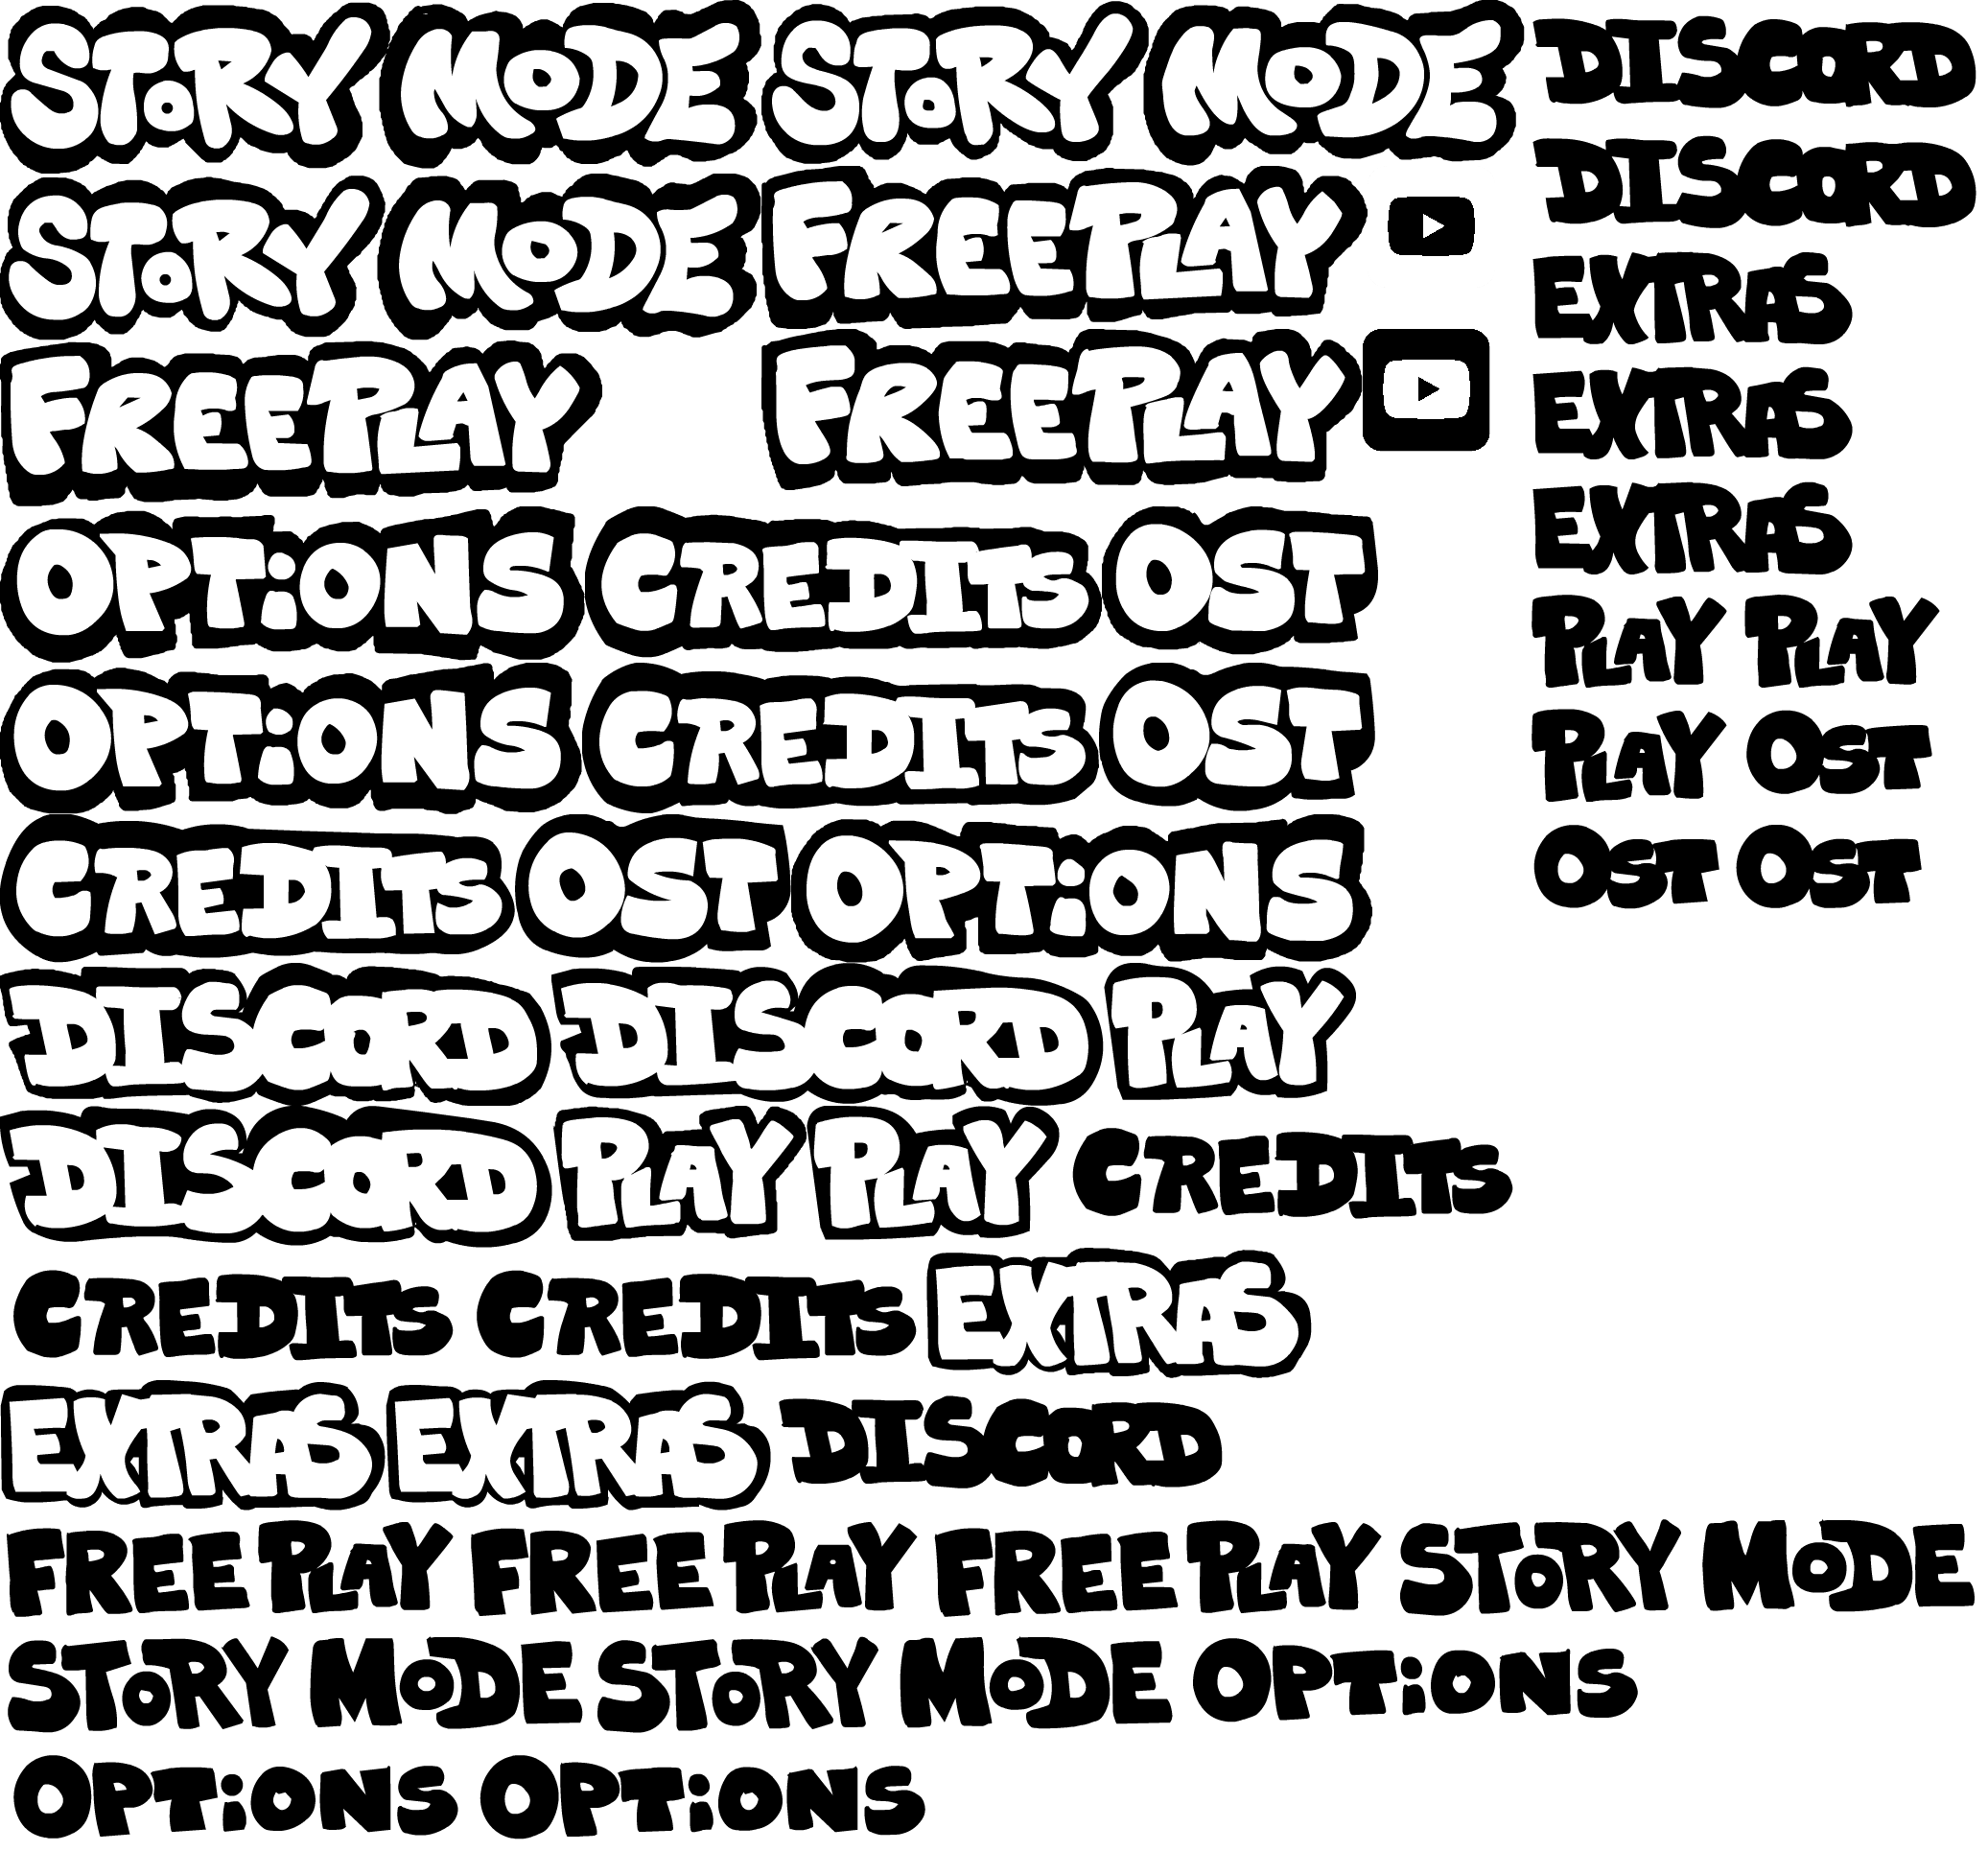 STORY MODE STORY MODE DISCORD
DISCORD
STORY MODE FREEPLAY
EXTRAS
FREEPLAY FREEPLAY EXTRAS
OPTiONS CREDITS OST EXTRAS
PLAY PLAY
OPTiONS CREDITS OST PLAY OST
CREDITS OST OPTiONS OST OST
DISCORD DISCORD PLAY
DISCORD PLAY PLAY CREDITS
CREDITS CREDITS EXTRAS
EXTRAS EXTRAS DISCORD
FREE PLAY FREE PLAY FREE PLAY STORY MODE
STORY MODE STORY MODE OPTiONS
OPTiONS OPTiONS